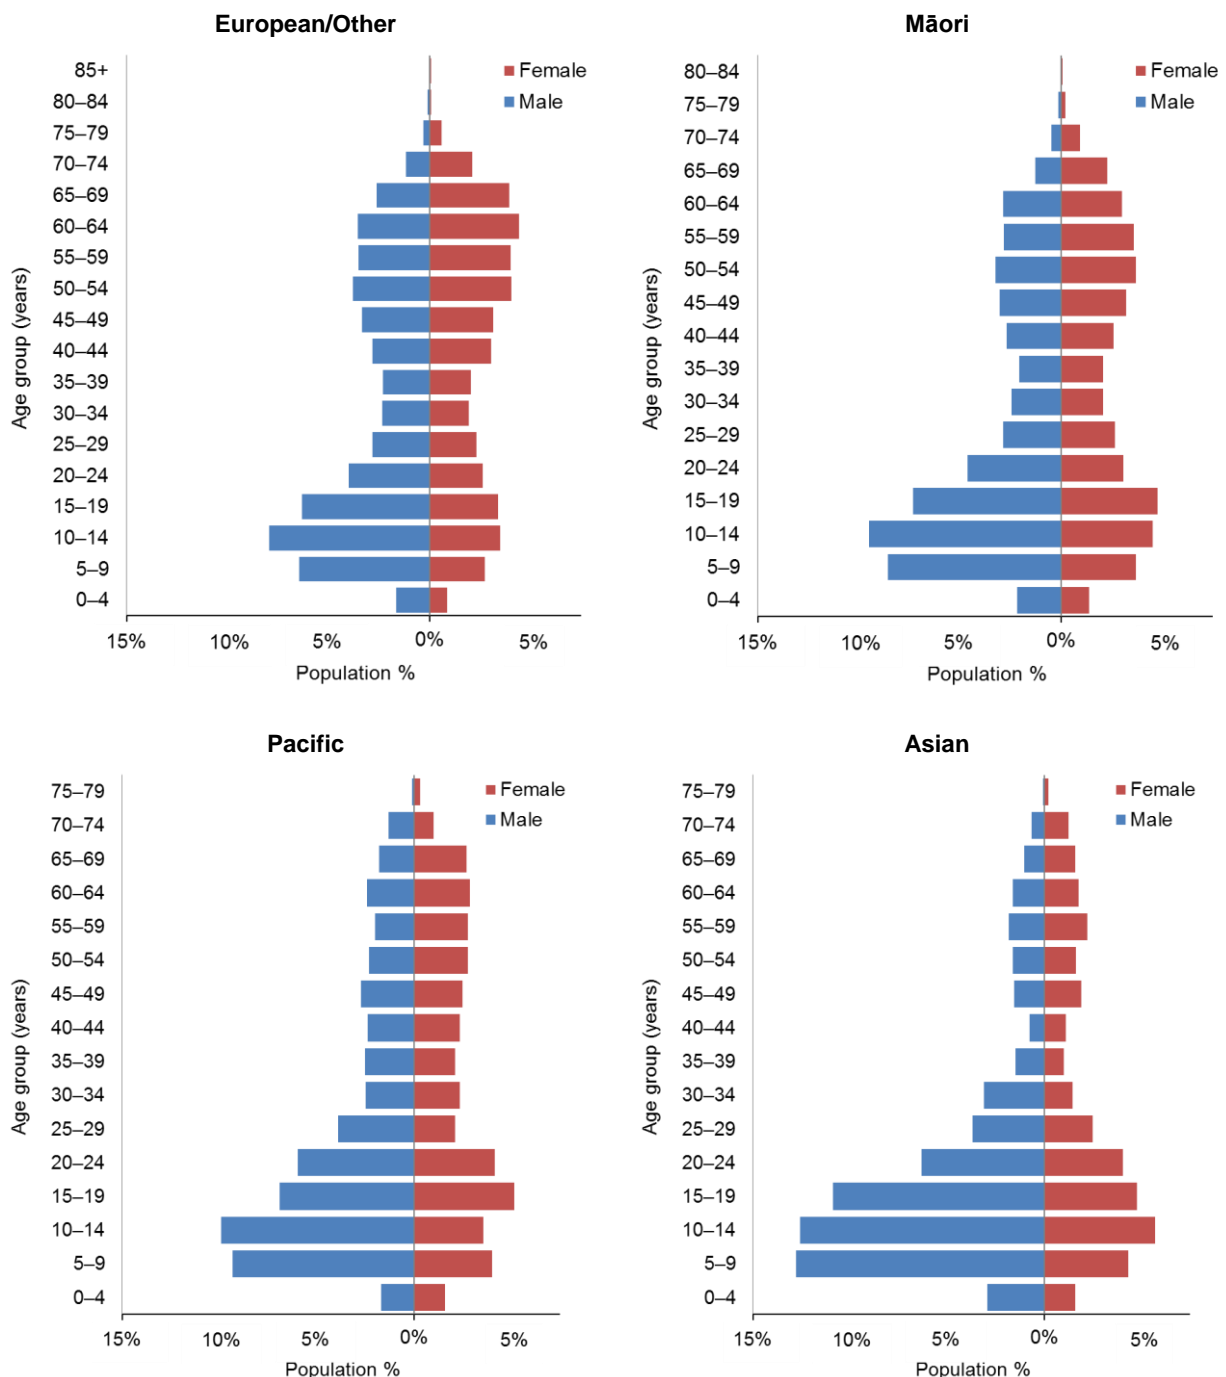 European/Other
Female
Male
85+
80–84
75–79
70–74
65–69
60–64
55–59
50–54
45–49
40–44
35–39
30–34
25–29
20–24
15–19
10–14
5–9
0–4
Age group (years)
15% 10% 5% 0% 5%
Population %
Māori
Female
Male
80–84
75–79
70–74
65–69
60–64
55–59
50–54
45–49
40–44
35–39
30–34
25–29
20–24
15–19
10–14
5–9
0–4
Age group (years)
15% 10% 5% 0% 5%
Population %
Pacific
Female
Male
75–79
70–74
65–69
60–64
55–59
50–54
45–49
40–44
35–39
30–34
25–29
20–24
15–19
10–14
5–9
0–4
Age group (years)
15% 10% 5% 0% 5%
Population %
Asian
Female
Male
75–79
70–74
65–69
60–64
55–59
50–54
45–49
40–44
35–39
30–34
25–29
20–24
15–19
10–14
5–9
0–4
Age group (years)
15% 10% 5% 0% 5%
Population %